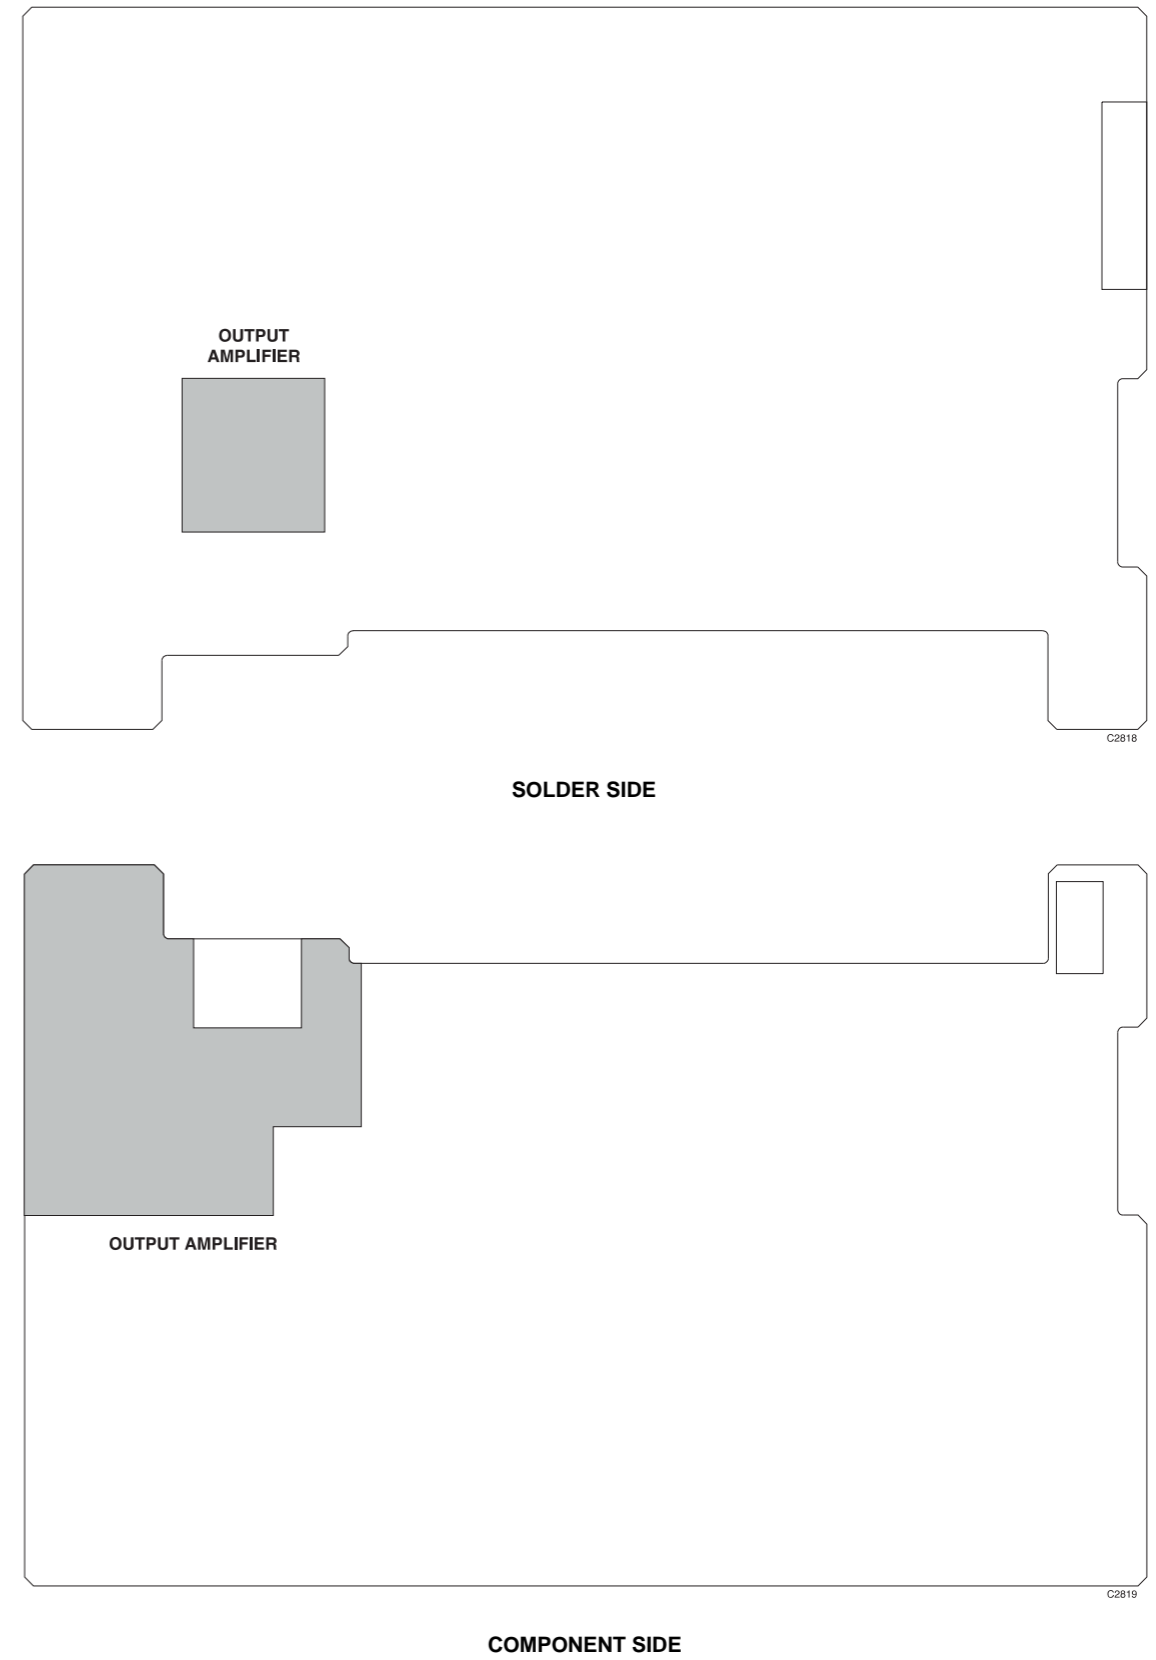 OUTPUT
AMPLIFIER
C2818
SOLDER SIDE
OUTPUT AMPLIFIER
C2819
COMPONENT SIDE